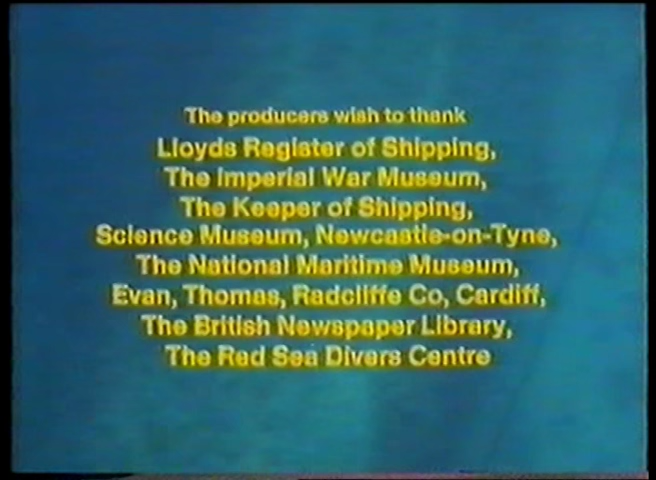 The producers wish to thank
Lloyds Register of Shipping,
The Imperial War Museum,
The Keeper of Shipping,
Science Museum, Newcastle-on-Tyne,
The National Maritime Museum,
Evan, Thomas, Radcliffe Co, Cardiff,
The British Newspaper Library,
The Red Sea Divers Centre